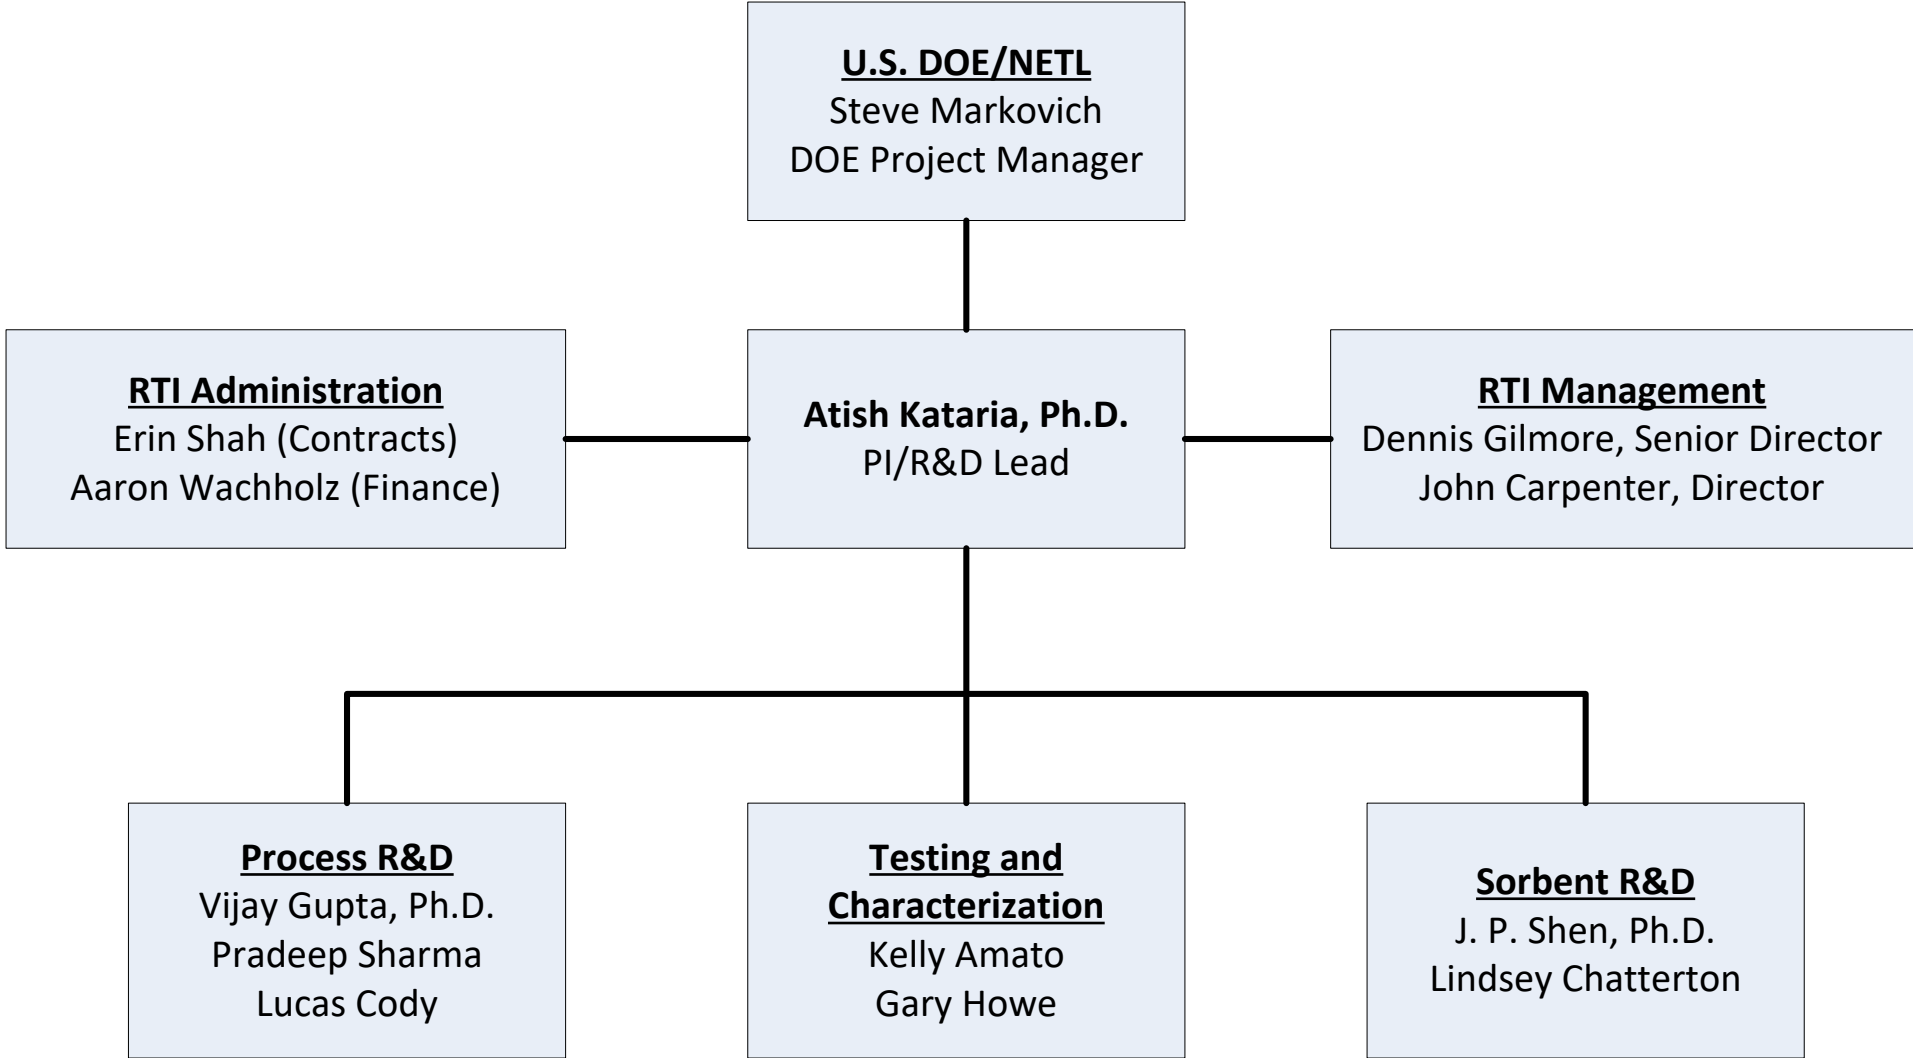 U.S. DOE/NETL
Steve Markovich
DOE Project Manager
RTI Administration
Erin Shah (Contracts)
Aaron Wachholz (Finance)
Atish Kataria, Ph.D.
PI/R&D Lead
RTI Management
Dennis Gilmore, Senior Director
John Carpenter, Director
Process R&D
Vijay Gupta, Ph.D.
Pradeep Sharma
Lucas Cody
Testing and
Characterization
Kelly Amato
Gary Howe
Sorbent R&D
J. P. Shen, Ph.D.
Lindsey Chatterton